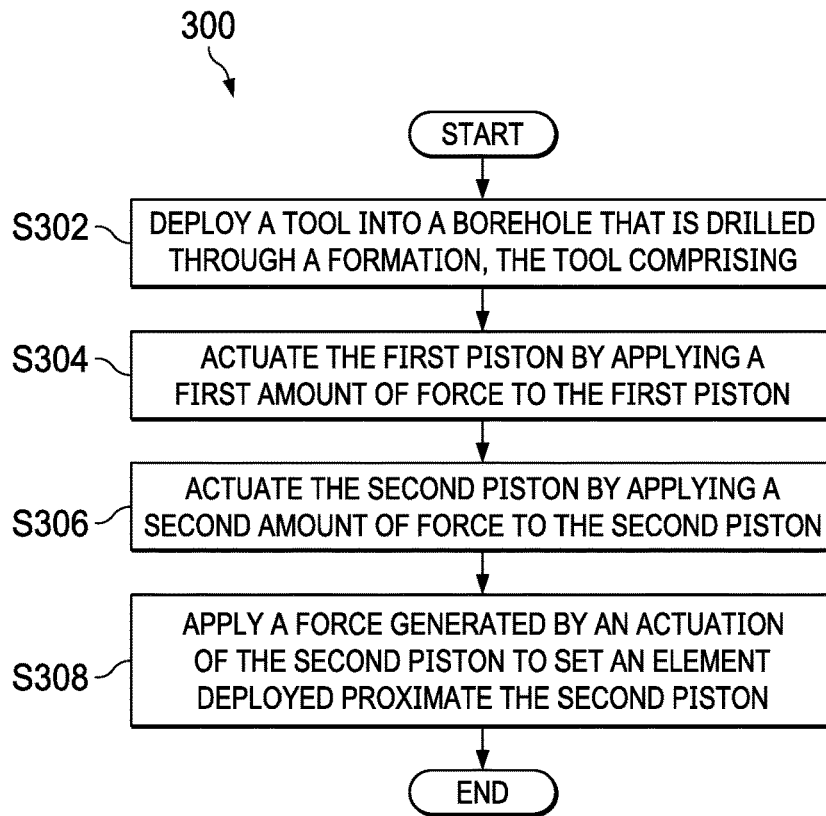 300
START
S302
DEPLOY A TOOL INTO A BOREHOLE THAT IS DRILLED
THROUGH A FORMATION, THE TOOL COMPRISING
S304
ACTUATE THE FIRST PISTON BY APPLYING A
FIRST AMOUNT OF FORCE TO THE FIRST PISTON
S306
ACTUATE THE SECOND PISTON BY APPLYING A
SECOND AMOUNT OF FORCE TO THE SECOND PISTON
S308
APPLY A FORCE GENERATED BY AN ACTUATION
OF THE SECOND PISTON TO SET AN ELEMENT
DEPLOYED PROXIMATE THE SECOND PISTON
END